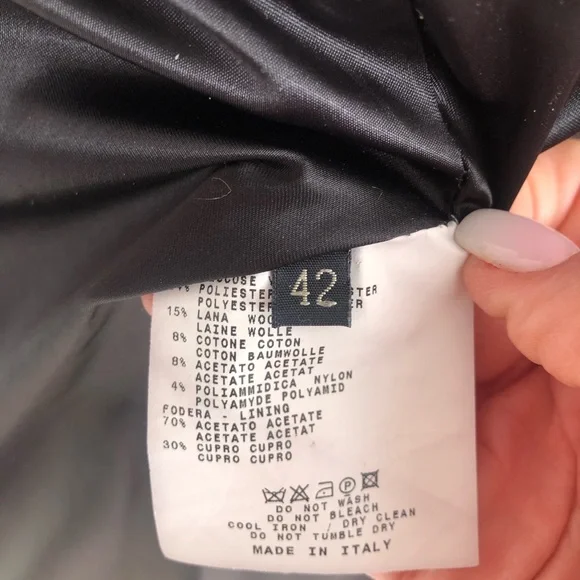 42
POLIESTER
POLYESTER
15% LANA WOO
LAINE WOLLE
8% COTONE COTON
COTON BAUMWOLLE
8% ACETATO ACETATE
ACETATE ACETAT
4% POLIAMMIDICA NYLON
POLYAMYDE POLYAMID
FODERA - LINING
70% ACETATO ACETATE
ACETATE ACETAT
30% CUPRO CUPRO
CUPRO CUPRO
DO NOT WASH
DO NOT BLEACH
COOL IRON / DRY CLEAN
DO NOT TUMBLE DRY
MADE IN ITALY